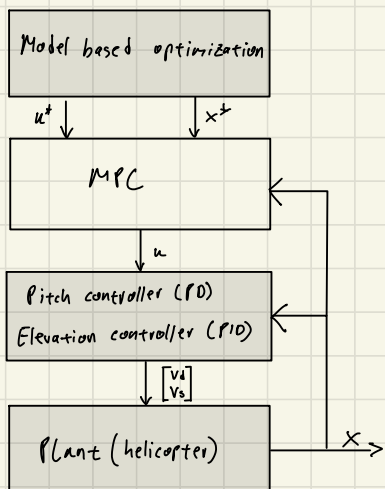 Model based optimization
u* x*
MPC
u
Pitch controller (PD)
Elevation controller (PID)
[Vd
Vs]
Plant (helicopter)
x